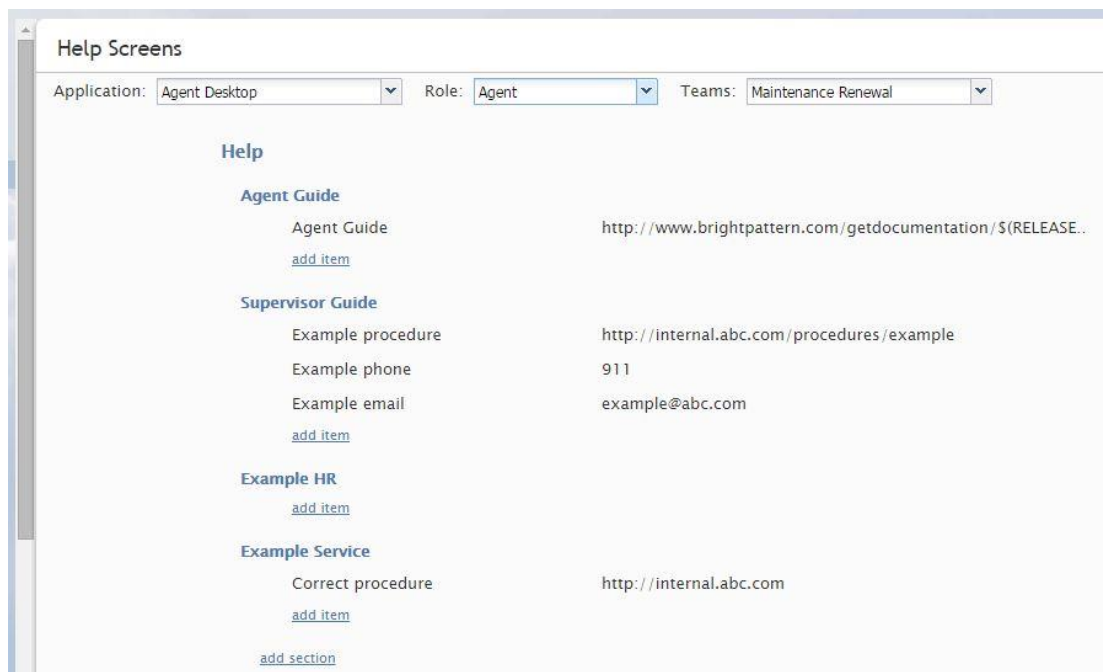 Help Screens
Application: Agent Desktop Role: Agent Teams: Maintenance Renewal
Help
Agent Guide
Agent Guide http://www.brightpattern.com/getdocumentation/$(RELEASE..
add item
Supervisor Guide
Example procedure http://internal.abc.com/procedures/example
Example phone 911
Example email example@abc.com
add item
Example HR
add item
Example Service
Correct procedure http://internal.abc.com
add item
add section